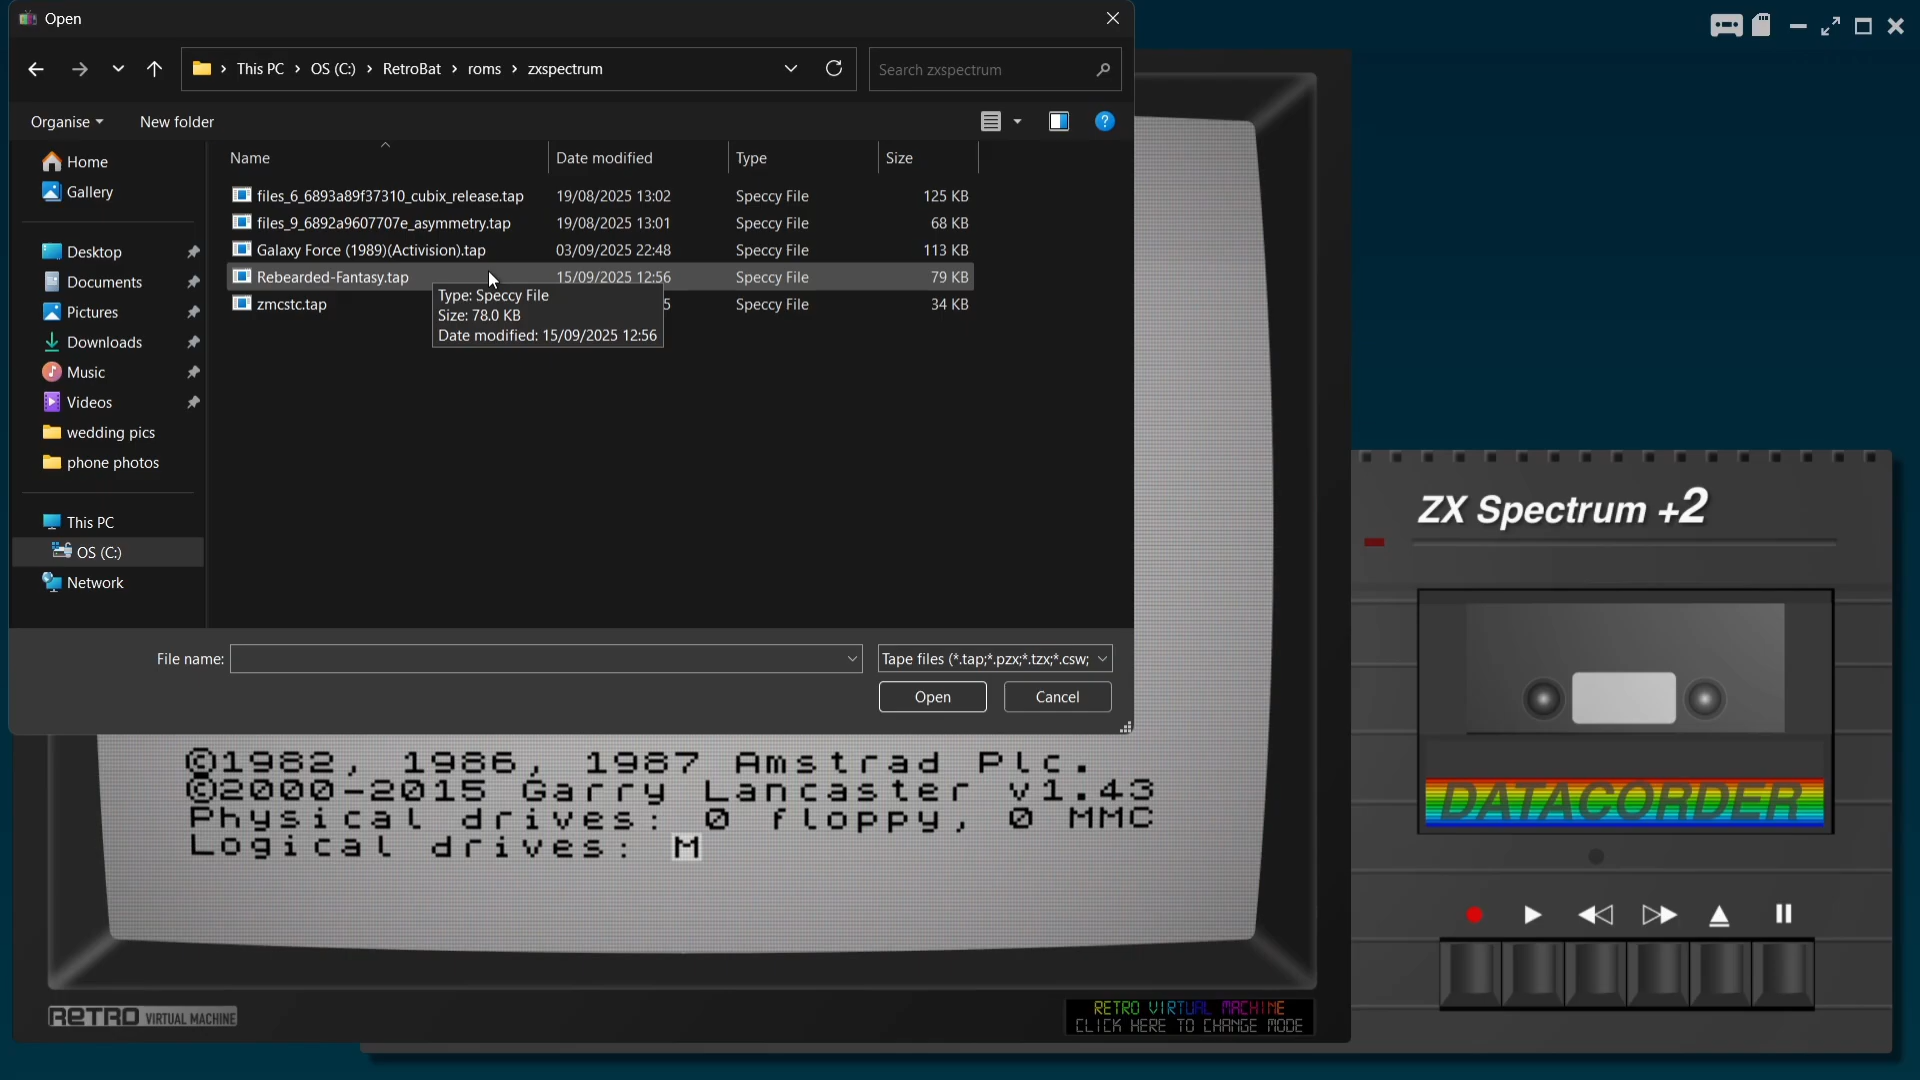 Open
This PC > OS (C:) > RetroBat > roms > zxspectrum
Search zxspectrum
Organise
New folder
Name
Date modified
Type
Size
files_6_6893a89f37310_cubix_release.tap 19/08/2025 13:02 Speccy File 125 KB
files_9_6892a9607707e_asymmetry.tap 19/08/2025 13:01 Speccy File 68 KB
Galaxy Force (1989)(Activision).tap 03/09/2025 22:48 Speccy File 113 KB
Rebearded-Fantasy.tap 15/09/2025 12:56 Speccy File 79 KB
zmcstc.tap 5 Speccy File 34 KB
Type: Speccy File
Size: 78.0 KB
Date modified: 15/09/2025 12:56
Home
Gallery
Desktop
Documents
Pictures
Downloads
Music
Videos
wedding pics
phone photos
This PC
OS (C:)
Network
File name:
Tape files (*.tap;*.pzx;*.tzx;*.csw;
Open
Cancel
©1982, 1986, 1987 Amstrad Plc.
©2000-2015 Garry Lancaster v1.43
Physical drives: 0 floppy, 0 MMC
Logical drives: M
RETRO VIRTUAL MACHINE
RETRO VIRTUAL MACHINE
CLICK HERE TO CHANGE MODE
ZX Spectrum +2
DATACORDER